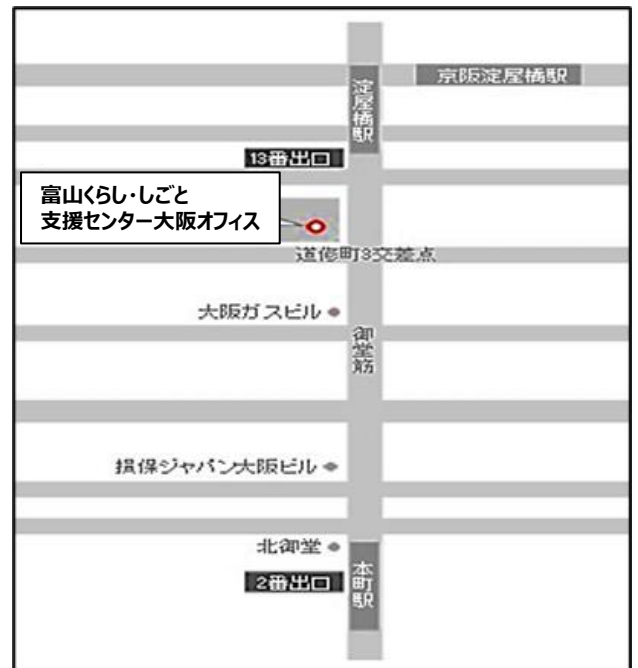 京阪淀屋橋駅
淀屋橋駅
13番出口
富山くらし・しごと
支援センター大阪オフィス
道修町3交差点
大阪ガスビル
御堂筋
損保ジャパン大阪ビル
北御堂
2番出口
本町駅